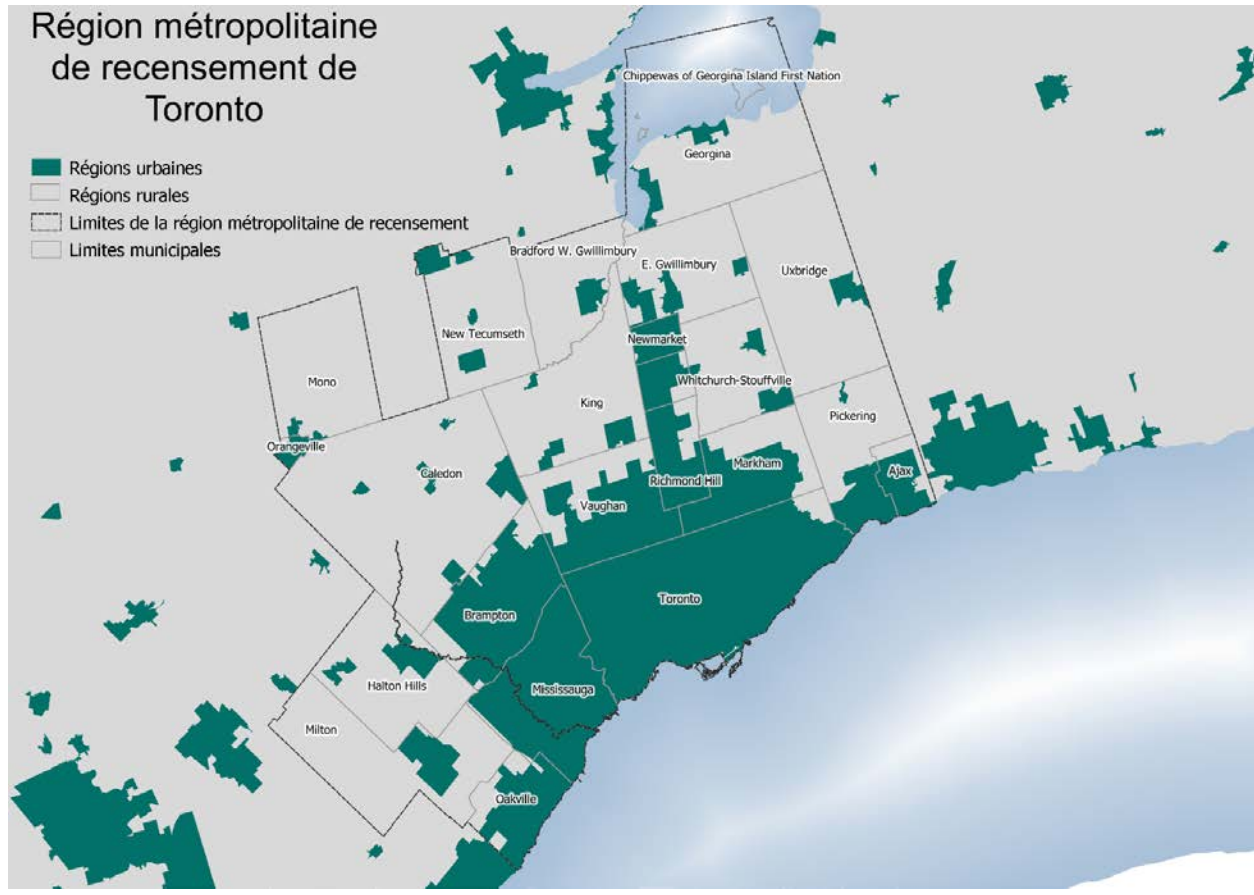 Région métropolitaine
de recensement de
Toronto
Régions urbaines
Régions rurales
Limites de la région métropolitaine de recensement
Limites municipales
Chippewas of Georgina Island First Nation
Georgina
Bradford W. Gwillimbury
E. Gwillimbury
Uxbridge
New Tecumseth
Newmarket
Mono
Whitchurch-Stouffville
King
Pickering
Orangeville
Caledon
Markham
Ajax
Richmond Hill
Vaughan
Toronto
Brampton
Halton Hills
Mississauga
Milton
Oakville